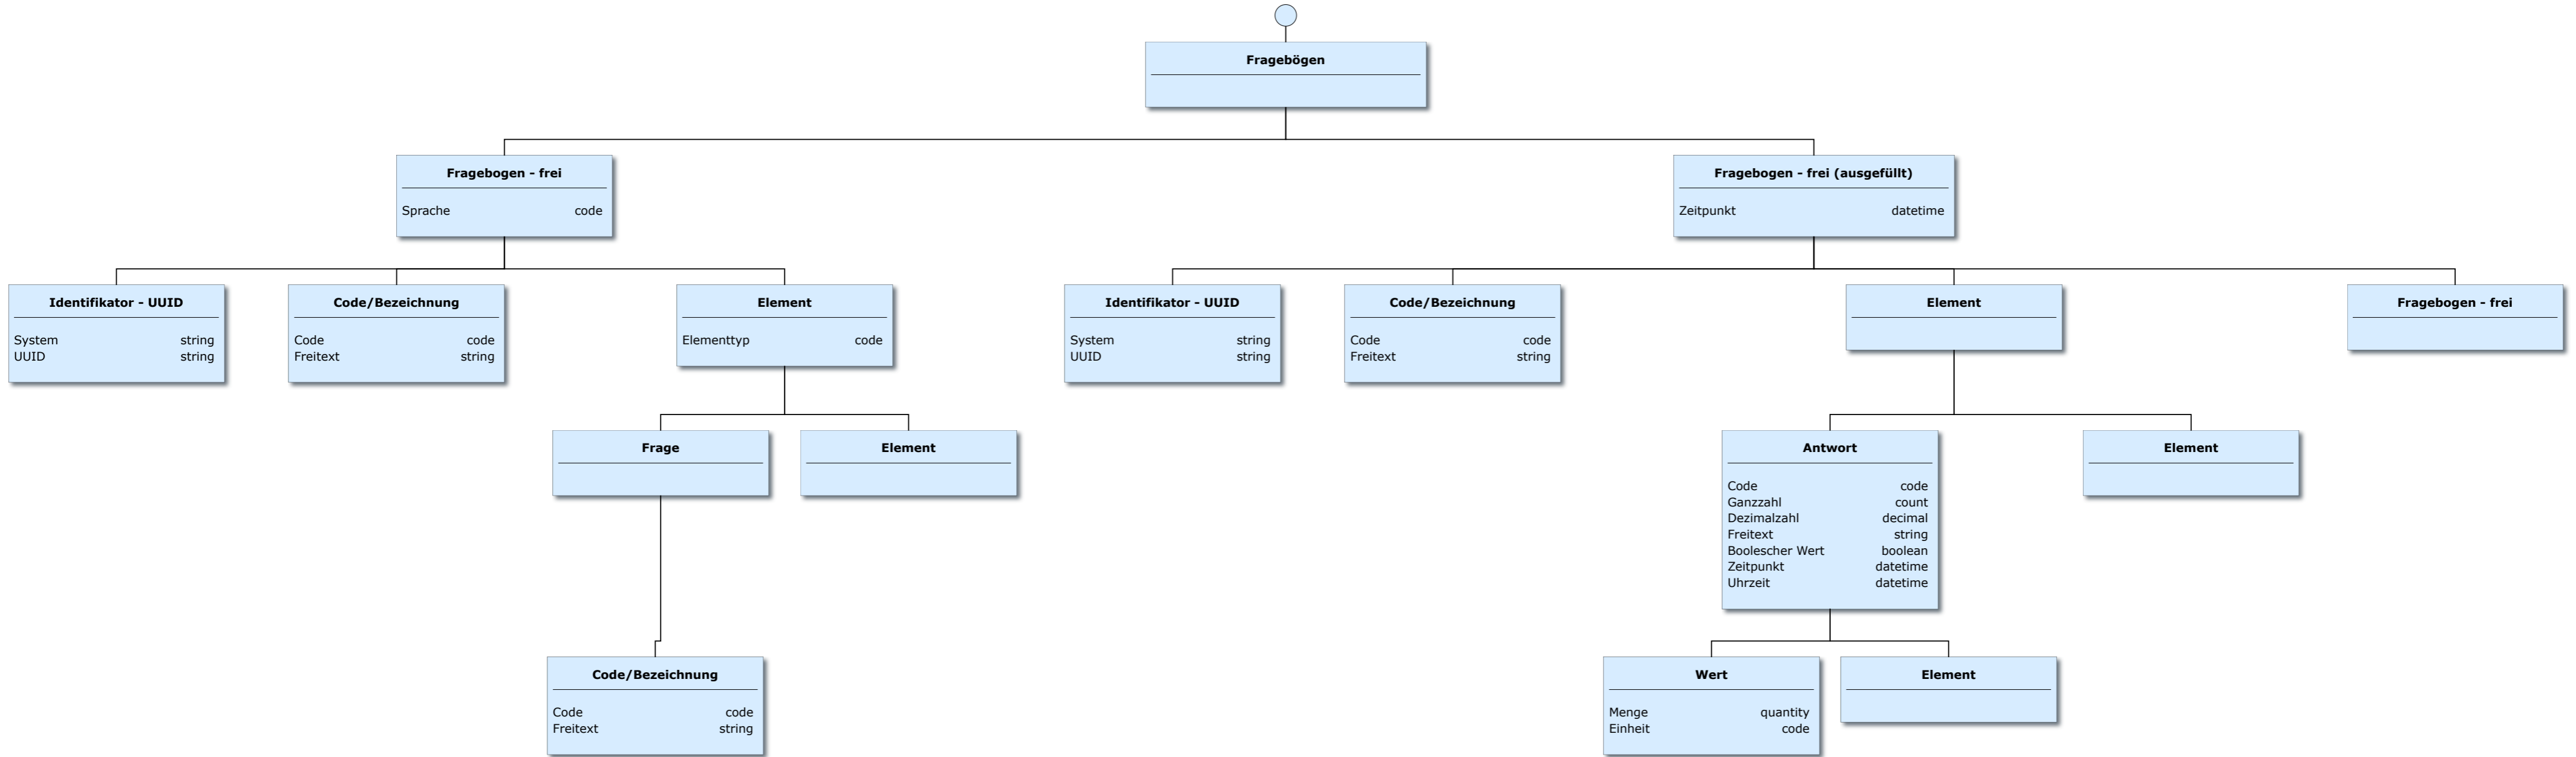 Fragebögen
Fragebogen - frei
Sprache code
Fragebogen - frei (ausgefüllt)
Zeitpunkt datetime
Identifikator - UUID
System string
UUID string
Code/Bezeichnung
Code code
Freitext string
Element
Elementtyp code
Identifikator - UUID
System string
UUID string
Code/Bezeichnung
Code code
Freitext string
Element
Fragebogen - frei
Frage
Element
Antwort
Code code
Ganzzahl count
Dezimalzahl decimal
Freitext string
Boolescher Wert boolean
Zeitpunkt datetime
Uhrzeit datetime
Element
Code/Bezeichnung
Code code
Freitext string
Wert
Menge quantity
Einheit code
Element